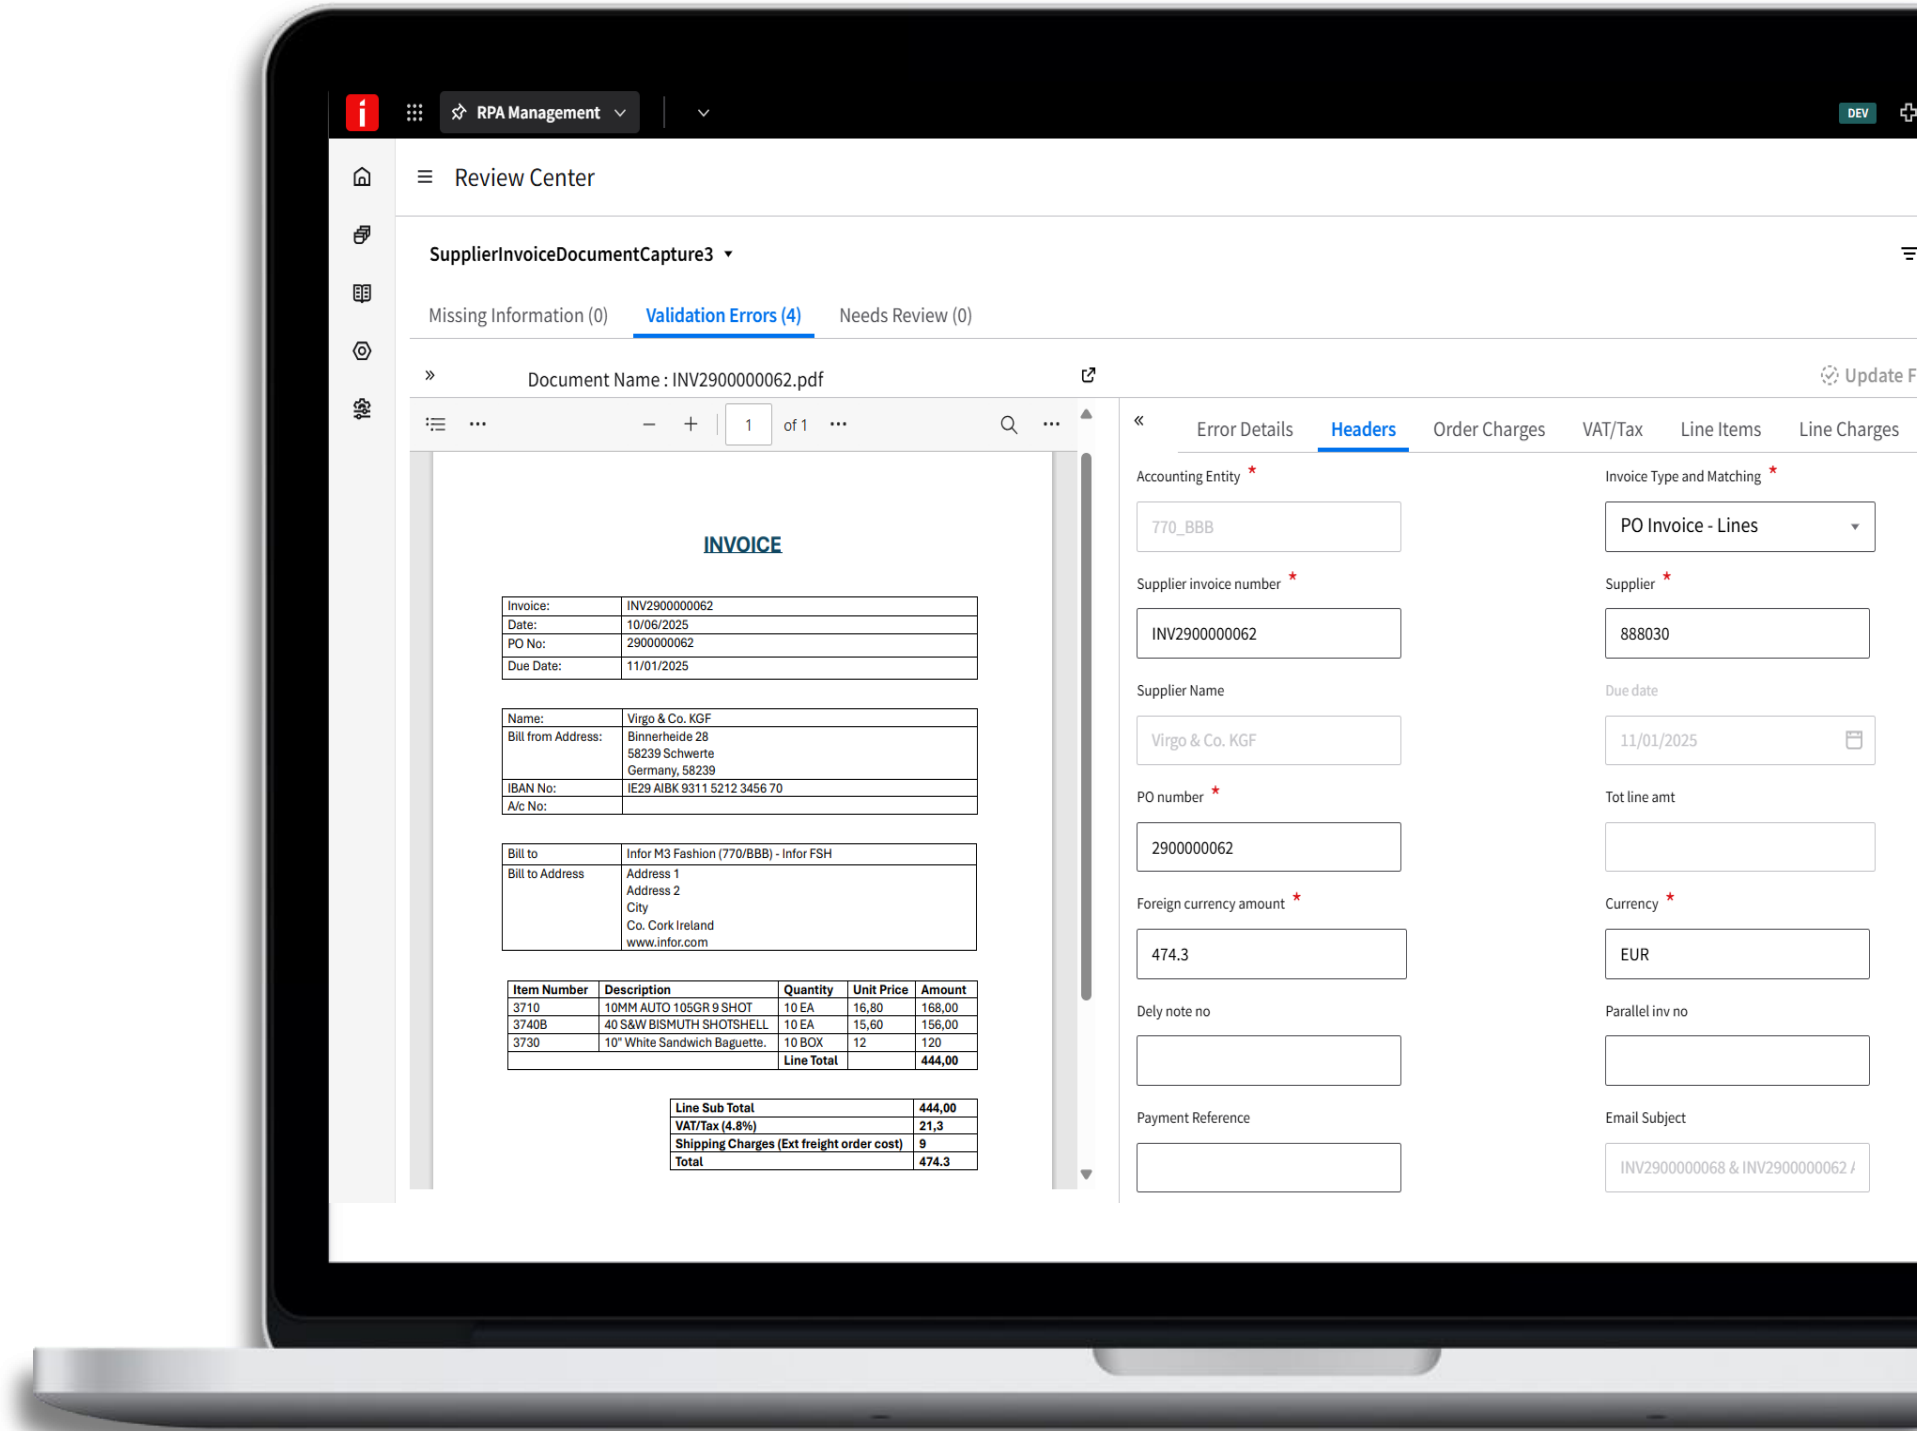 i RPA Management DEV
Review Center
SupplierInvoiceDocumentCapture3
Missing Information (0) Validation Errors (4) Needs Review (0)
Document Name : INV2900000062.pdf
Update F
1 of 1
INVOICE
Invoice: INV2900000062
Date: 10/06/2025
PO No: 2900000062
Due Date: 11/01/2025
Name: Virgo & Co. KGF
Bill from Address: Binnerheide 28
58239 Schwerte
Germany, 58239
IBAN No: IE29 AIBK 9311 5212 3456 70
A/c No:
Bill to Infor M3 Fashion (770/BBB) - Infor FSH
Bill to Address Address 1
Address 2
City
Co. Cork Ireland
www.infor.com
Item Number Description Quantity Unit Price Amount
3710 10MM AUTO 105GR 9 SHOT 10 EA 16,80 168,00
3740B 40 S&W BISMUTH SHOTSHELL 10 EA 15,60 156,00
3730 10" White Sandwich Baguette. 10 BOX 12 120
Line Total 444,00
Line Sub Total 444,00
VAT/Tax (4.8%) 21,3
Shipping Charges (Ext freight order cost) 9
Total 474.3
Error Details Headers Order Charges VAT/Tax Line Items Line Charges
Accounting Entity * Invoice Type and Matching *
770_BBB PO Invoice - Lines
Supplier invoice number * Supplier *
INV2900000062 888030
Supplier Name Due date
Virgo & Co. KGF 11/01/2025
PO number * Tot line amt
2900000062
Foreign currency amount * Currency *
474.3 EUR
Dely note no Parallel inv no
Payment Reference Email Subject
INV2900000068 & INV2900000062